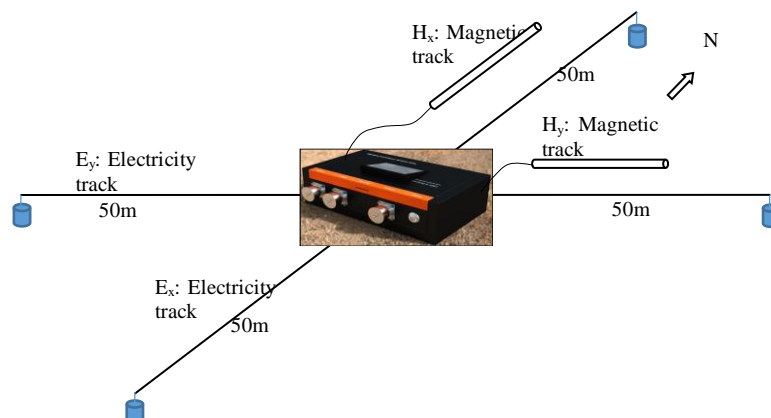 Hx: Magnetic
track
50m
N
Hy: Magnetic
track
Ey: Electricity
track
50m
50m
Ex: Electricity
track
50m